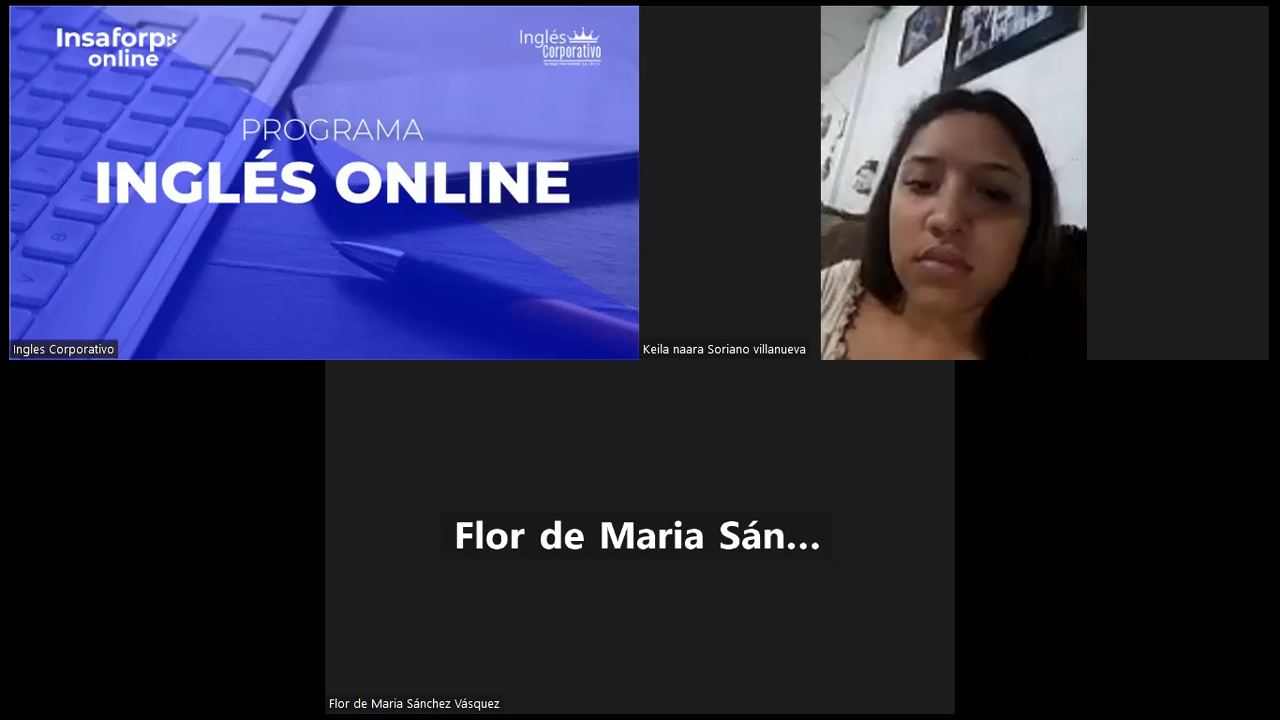 Insaforp
online
Inglés
Corporativo
PROGRAMA
INGLÉS ONLINE
Ingles Corporativo
Keila naara Soriano villanueva
Flor de Maria Sán...
Flor de Maria Sánchez Vásquez